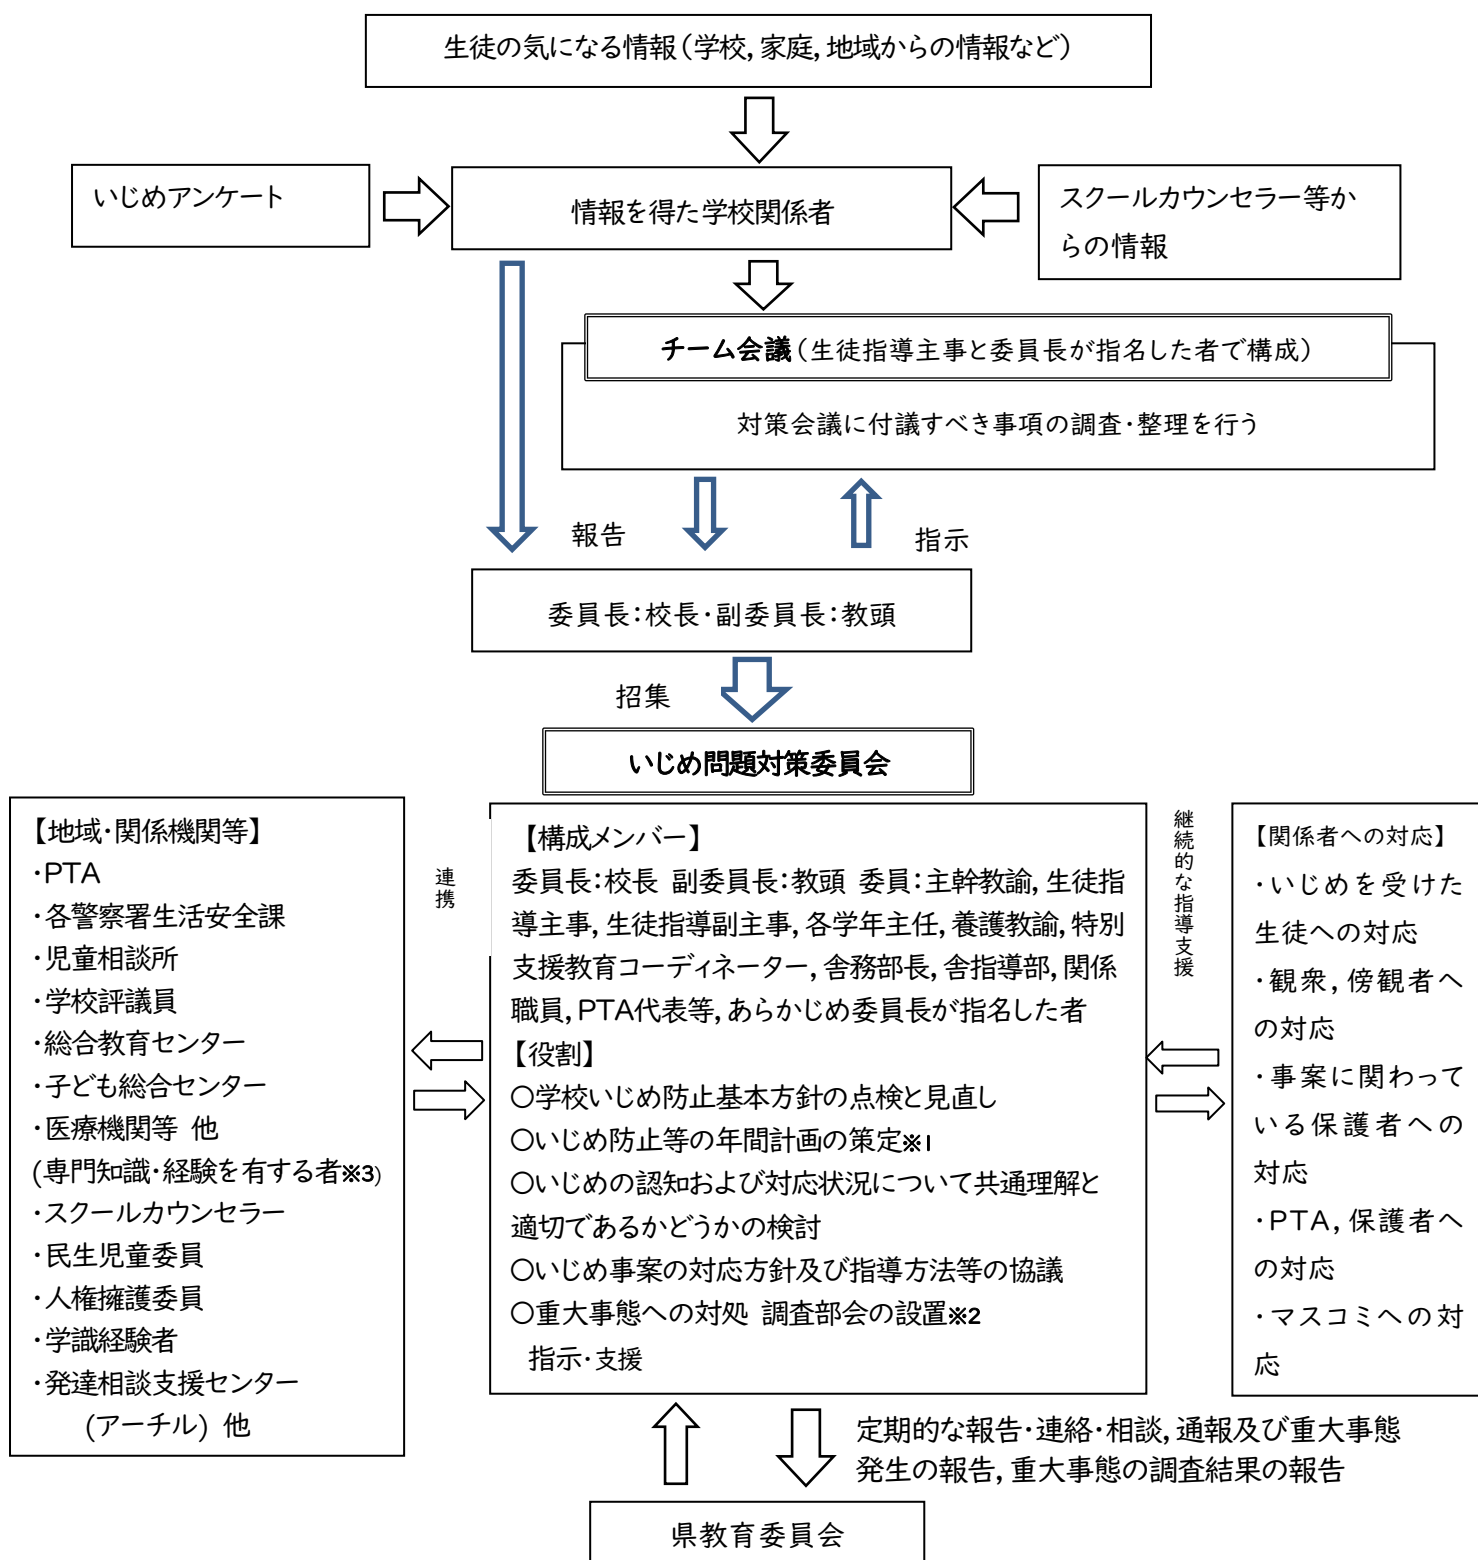 生徒の気になる情報(学校,家庭,地域からの情報など)
いじめアンケート
情報を得た学校関係者
スクールカウンセラー等か
らの情報
チーム会議(生徒指導主事と委員長が指名した者で構成)
対策会議に付議すべき事項の調査・整理を行う
報告
指示
委員長:校長・副委員長:教頭
招集
いじめ問題対策委員会
【地域・関係機関等】
・PTA
・各警察署生活安全課
・児童相談所
・学校評議員
・総合教育センター
・子ども総合センター
・医療機関等 他
(専門知識・経験を有する者※3)
・スクールカウンセラー
・民生児童委員
・人権擁護委員
・学識経験者
・発達相談支援センター
(アーチル) 他
連携
【構成メンバー】
委員長:校長 副委員長:教頭 委員:主幹教諭,生徒指
導主事,生徒指導副主事,各学年主任,養護教諭,特別
支援教育コーディネーター,舎務部長,舎指導部,関係
職員,PTA代表等,あらかじめ委員長が指名した者
【役割】
○学校いじめ防止基本方針の点検と見直し
○いじめ防止等の年間計画の策定※1
○いじめの認知および対応状況について共通理解と
適切であるかどうかの検討
○いじめ事案の対応方針及び指導方法等の協議
○重大事態への対処 調査部会の設置※2
指示・支援
継続的な指導支援
【関係者への対応】
・いじめを受けた
生徒への対応
・観衆,傍観者へ
の対応
・事案に関わって
いる保護者への
対応
・PTA,保護者へ
の対応
・マスコミへの対
応
定期的な報告・連絡・相談,通報及び重大事態
発生の報告,重大事態の調査結果の報告
県教育委員会